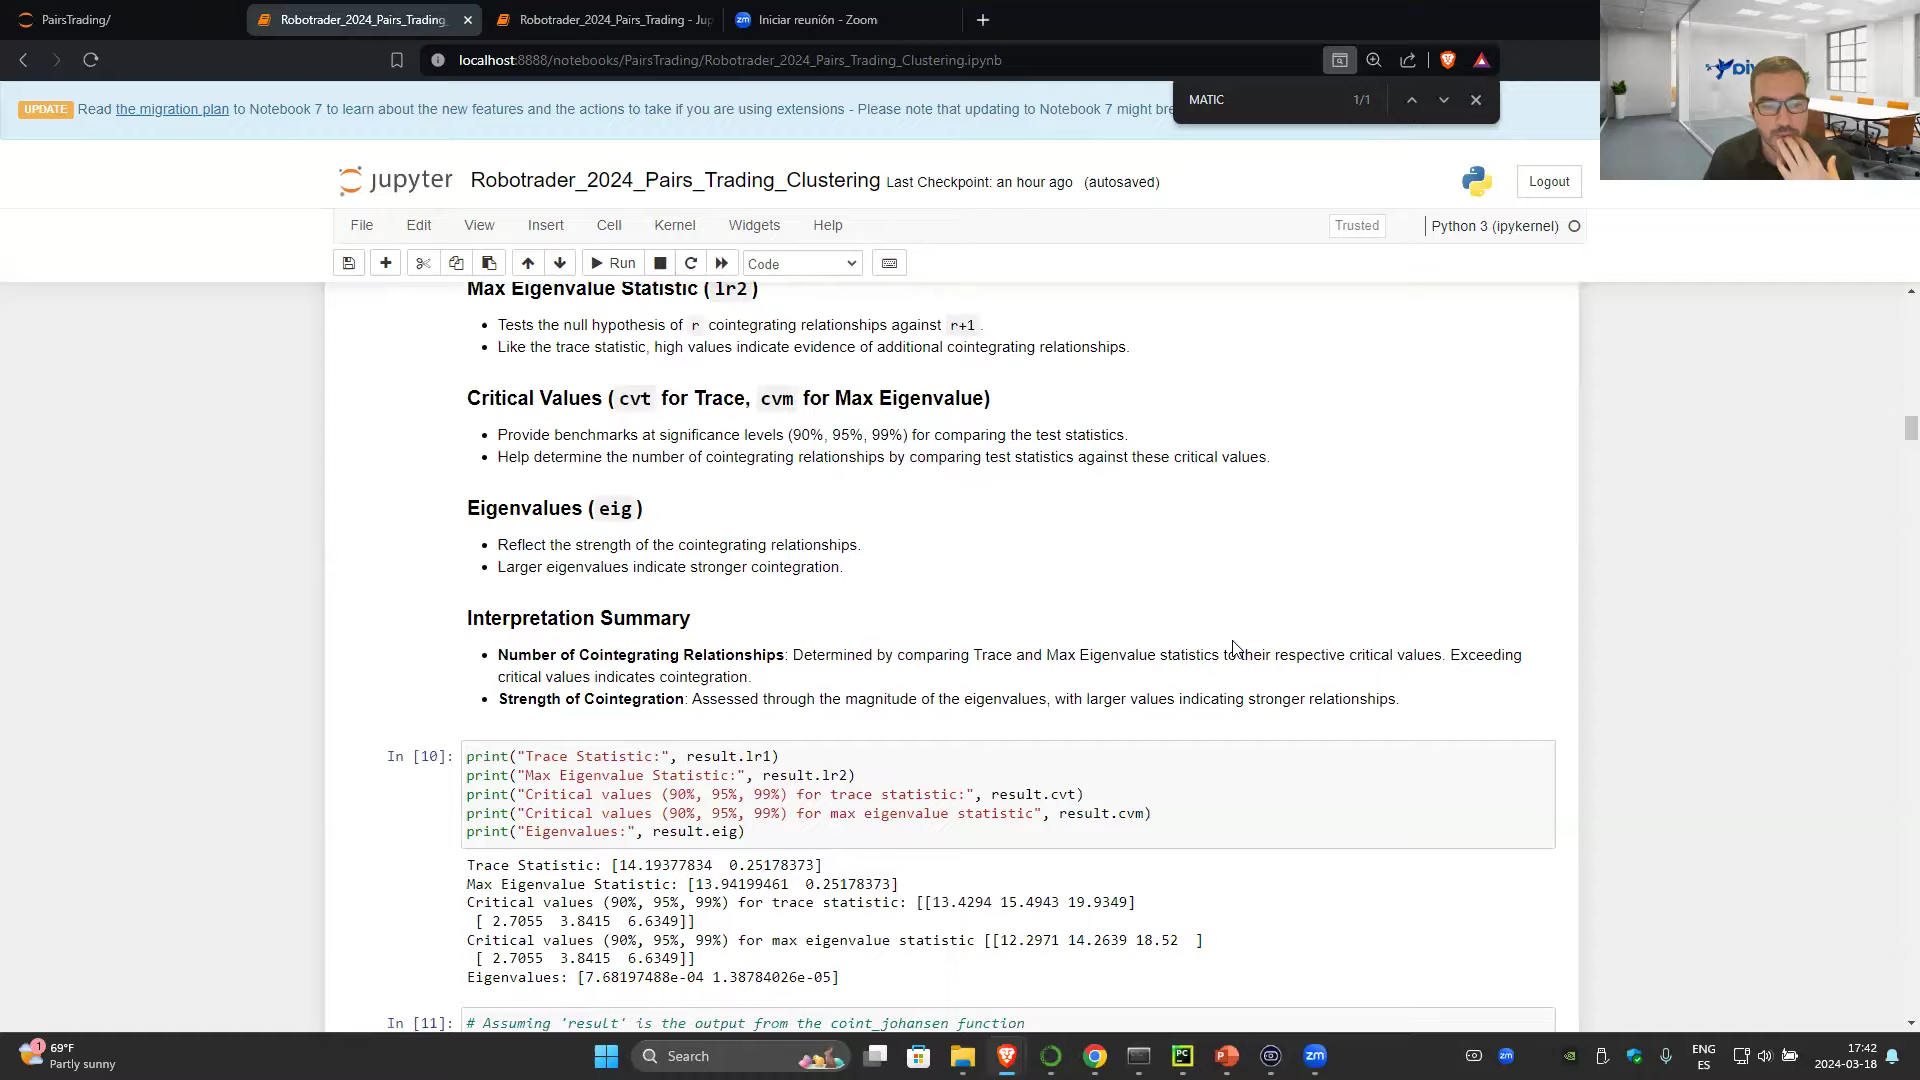 PairsTrading/
Robotrader_2024_Pairs_Trading_
Robotrader_2024_Pairs_Trading - Jup
zm Iniciar reunión - Zoom
localhost:8888/notebooks/PairsTrading/Robotrader_2024_Pairs_Trading_Clustering.ipynb
MATIC 1/1
UPDATE Read the migration plan to Notebook 7 to learn about the new features and the actions to take if you are using extensions - Please note that updating to Notebook 7 might bre
jupyter Robotrader_2024_Pairs_Trading_Clustering Last Checkpoint: an hour ago (autosaved)
Logout
File Edit View Insert Cell Kernel Widgets Help
Trusted Python 3 (ipykernel)
Run Code
Max Eigenvalue Statistic ( lr2 )
• Tests the null hypothesis of r cointegrating relationships against r+1 .
• Like the trace statistic, high values indicate evidence of additional cointegrating relationships.
Critical Values ( cvt for Trace, cvm for Max Eigenvalue)
• Provide benchmarks at significance levels (90%, 95%, 99%) for comparing the test statistics.
• Help determine the number of cointegrating relationships by comparing test statistics against these critical values.
Eigenvalues ( eig )
• Reflect the strength of the cointegrating relationships.
• Larger eigenvalues indicate stronger cointegration.
Interpretation Summary
• Number of Cointegrating Relationships: Determined by comparing Trace and Max Eigenvalue statistics to their respective critical values. Exceeding
critical values indicates cointegration.
• Strength of Cointegration: Assessed through the magnitude of the eigenvalues, with larger values indicating stronger relationships.
In [10]: print("Trace Statistic:", result.lr1)
print("Max Eigenvalue Statistic:", result.lr2)
print("Critical values (90%, 95%, 99%) for trace statistic:", result.cvt)
print("Critical values (90%, 95%, 99%) for max eigenvalue statistic", result.cvm)
print("Eigenvalues:", result.eig)
Trace Statistic: [14.19377834 0.25178373]
Max Eigenvalue Statistic: [13.94199461 0.25178373]
Critical values (90%, 95%, 99%) for trace statistic: [[13.4294 15.4943 19.9349]
[ 2.7055 3.8415 6.6349]]
Critical values (90%, 95%, 99%) for max eigenvalue statistic [[12.2971 14.2639 18.52 ]
[ 2.7055 3.8415 6.6349]]
Eigenvalues: [7.68197488e-04 1.38784026e-05]
In [11]: # Assuming 'result' is the output from the coint_johansen function
1
69°F
Partly sunny
Search
PC
zm
zm
ENG
ES
17:42
2024-03-18